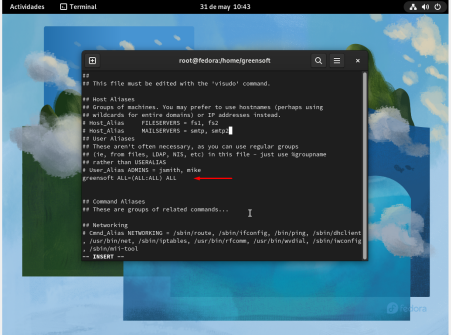 Actividades
Terminal
31 de may 10:43
root@fedora:/home/greensoft
##
## This file must be edited with the 'visudo' command.
## Host Aliases
## Groups of machines. You may prefer to use hostnames (perhaps using
## wildcards for entire domains) or IP addresses instead.
# Host_Alias FILESERVERS = fs1, fs2
# Host_Alias MAILSERVERS = smtp, smtp2
## User Aliases
## These aren't often necessary, as you can use regular groups
## (ie, from files, LDAP, NIS, etc) in this file - just use %groupname
## rather than USERALIAS
# User_Alias ADMINS = jsmith, mike
greensoft ALL=(ALL:ALL) ALL
## Command Aliases
## These are groups of related commands...
## Networking
# Cmnd_Alias NETWORKING = /sbin/route, /sbin/ifconfig, /bin/ping, /sbin/dhclient
, /usr/bin/net, /sbin/iptables, /usr/bin/rfcomm, /usr/bin/wvdial, /sbin/iwconfig
, /sbin/mii-tool
-- INSERT --
fedora